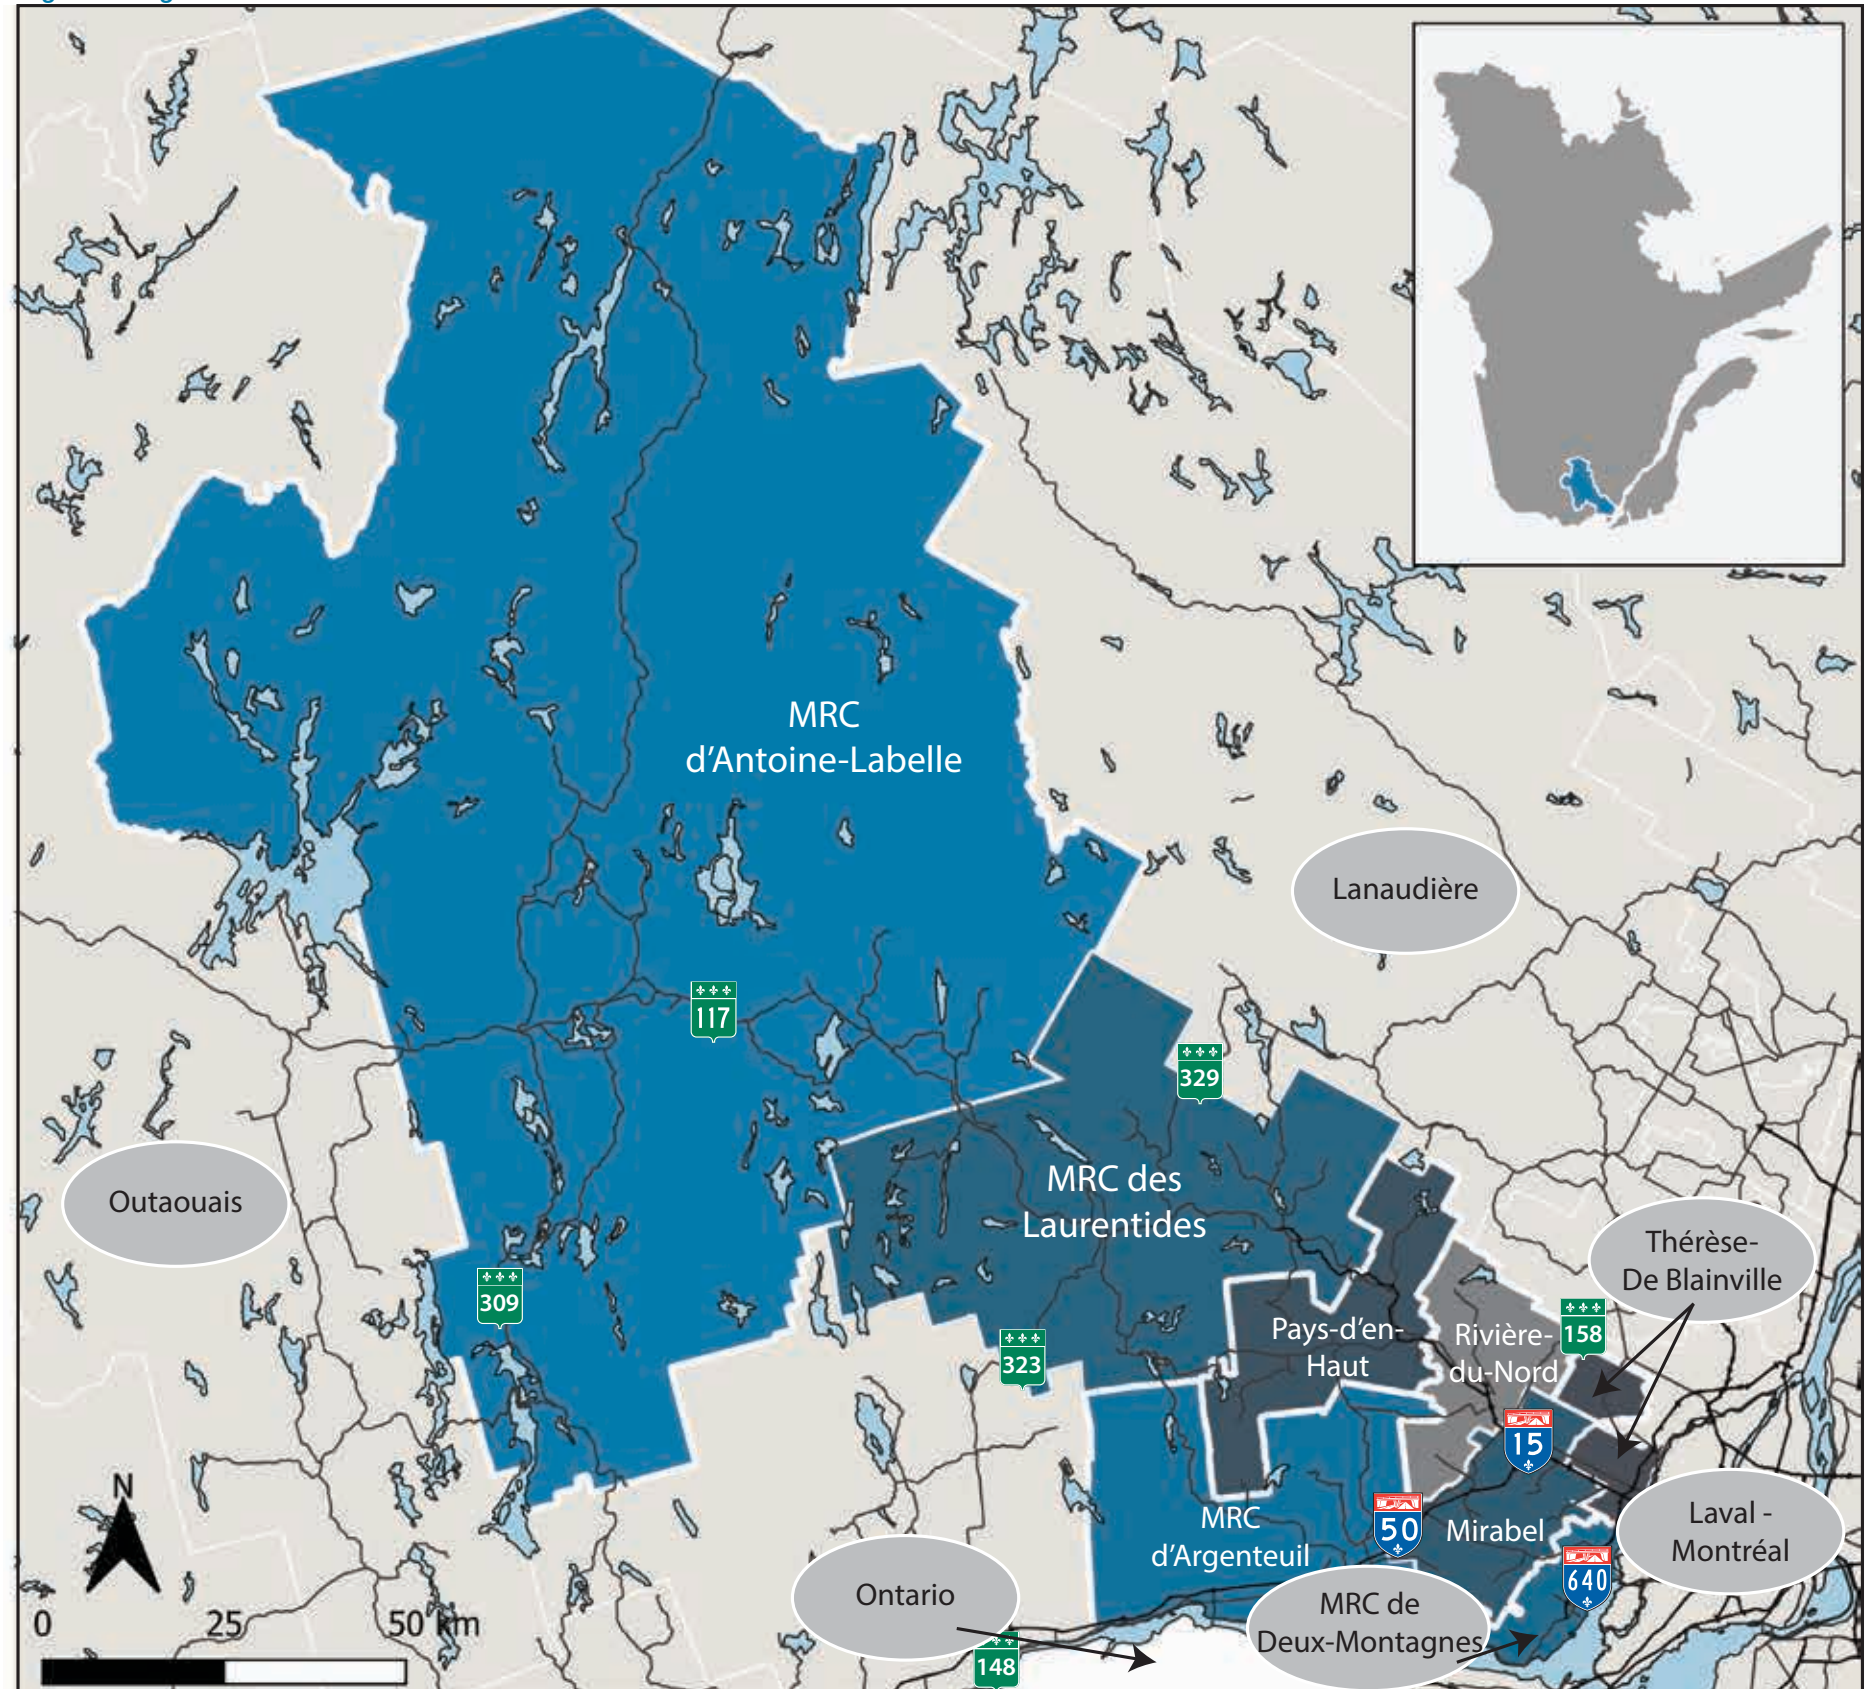 MRC
d'Antoine-Labelle
Lanaudière
117
329
Outaouais
MRC des
Laurentides
Thérèse-
De Blainville
309
158
Pays-d'en-
Haut
Rivière-
du-Nord
323
15
N
MRC
d'Argenteuil
50
Mirabel
Laval -
Montréal
640
Ontario
MRC de
Deux-Montagnes
0 25 50 km
148